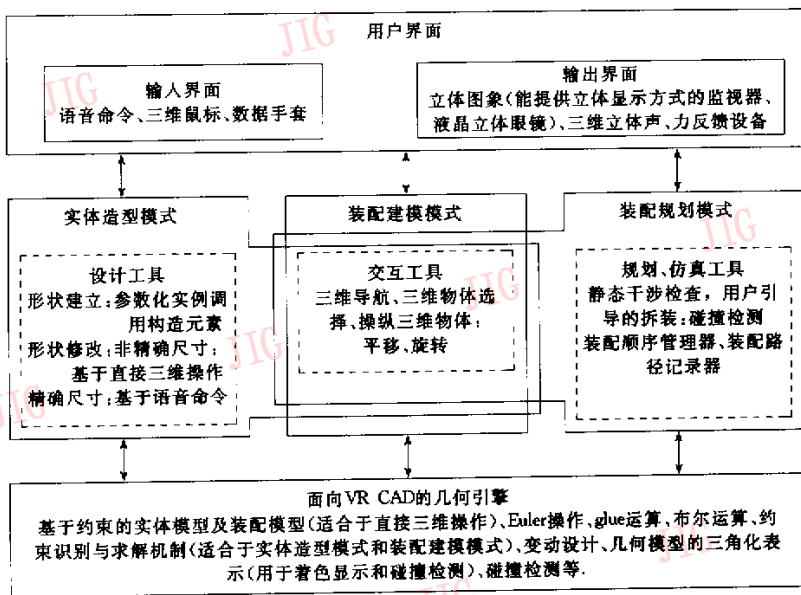 用户界面
输人界面
语音命令、三维鼠标、数据手套
输出界面
立体图象(能提供立体显示方式的监视器、
液晶立体眼镜)、三维立体声、力反馈设备
实体造型模式
设计工具
形状建立:参数化实例调
用构造元素
形状修改:非精确尺寸:
基于直接三维操作
精确尺寸:基于语音命令
装配建模模式
交互工具
三维导航、三维物体选
择、操纵三维物体:
平移、旋转
装配规划模式
规划、仿真工具
静态干涉检查,用户引
导的拆装:碰撞检测
装配顺序管理器、装配路
径记录器
面向VR CAD的几何引擎
基于约束的实体模型及装配模型(适合于直接三维操作)、Euler操作、glue运算、布尔运算、约
束识别与求解机制(适合于实体造型模式和装配建模模式)、变动设计、几何模型的三角化表
示(用于着色显示和碰撞检测)、碰撞检测等.
JIG
JIG
JIG
JIG
JIG
JIG
JIG
JIG